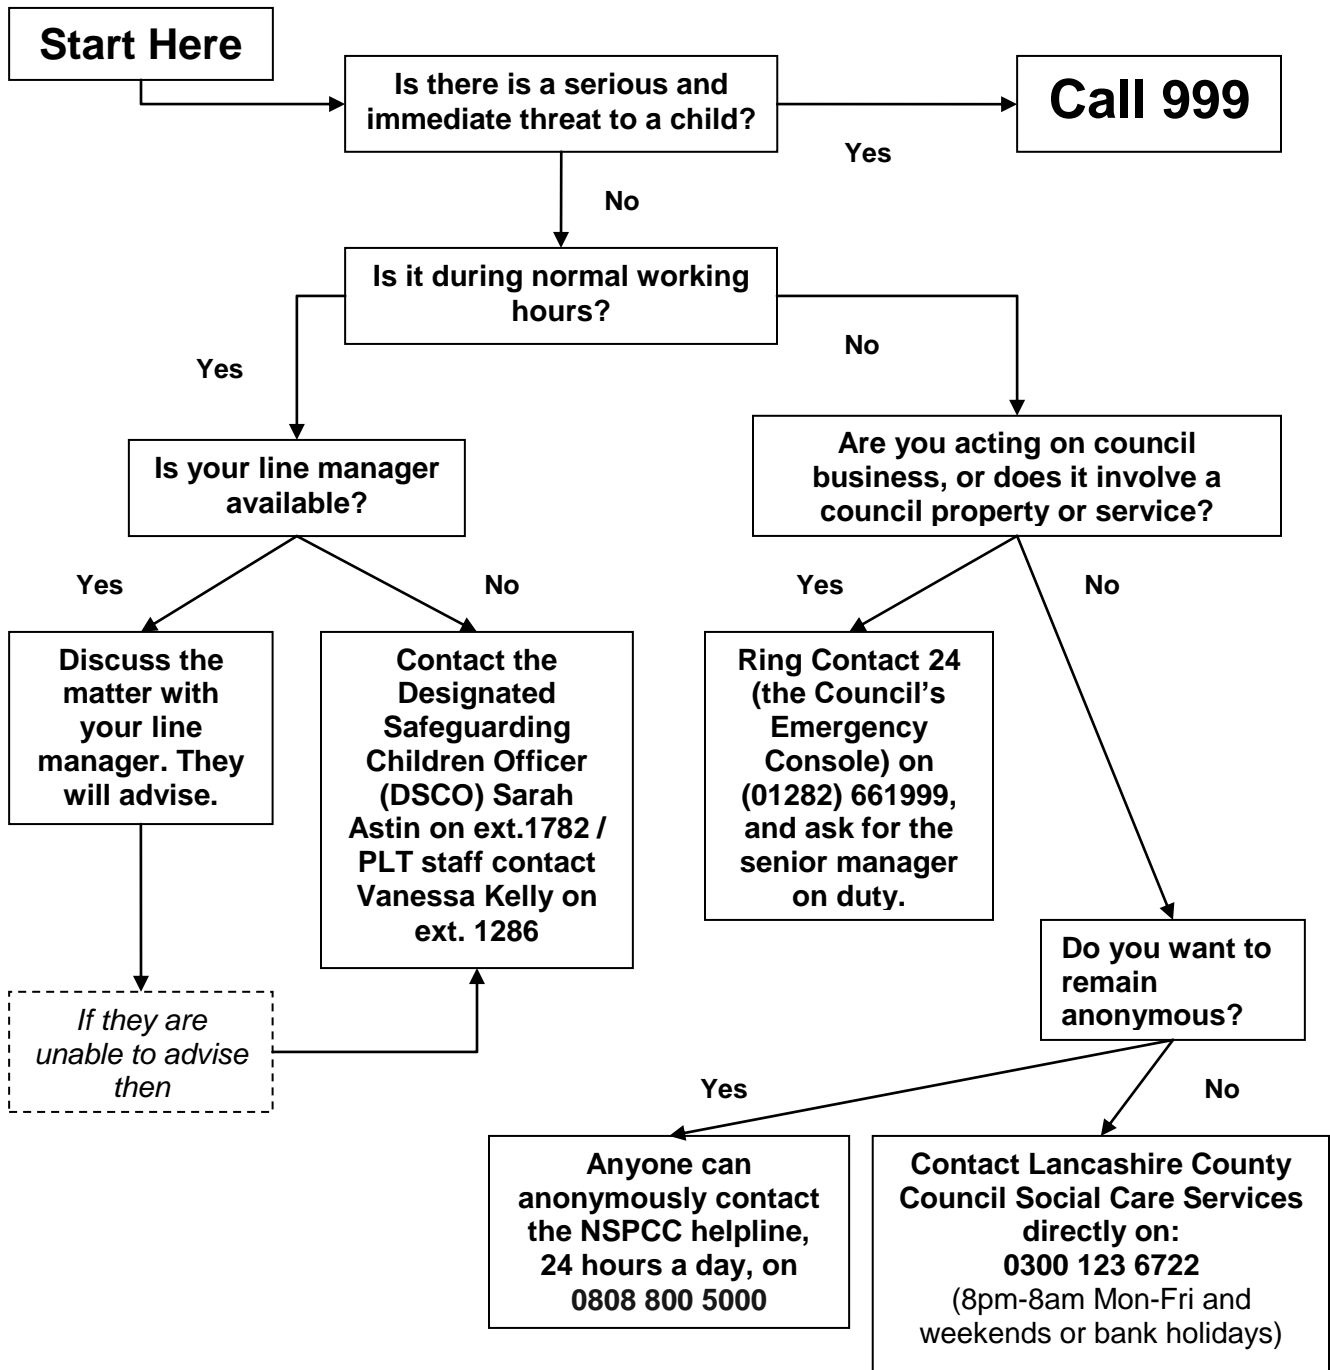 Start Here
Is there is a serious and
immediate threat to a child?
Call 999
Yes
No
Is it during normal working
hours?
Yes
No
Is your line manager
available?
Are you acting on council
business, or does it involve a
council property or service?
Yes
No
Yes
No
Discuss the
matter with
your line
manager. They
will advise.
Contact the
Designated
Safeguarding
Children Officer
(DSCO) Sarah
Astin on ext.1782 /
PLT staff contact
Vanessa Kelly on
ext. 1286
Ring Contact 24
(the Council’s
Emergency
Console) on
(01282) 661999,
and ask for the
senior manager
on duty.
Do you want to
remain
anonymous?
If they are
unable to advise
then
Yes
No
Anyone can
anonymously contact
the NSPCC helpline,
24 hours a day, on
0808 800 5000
Contact Lancashire County
Council Social Care Services
directly on:
0300 123 6722
(8pm-8am Mon-Fri and
weekends or bank holidays)